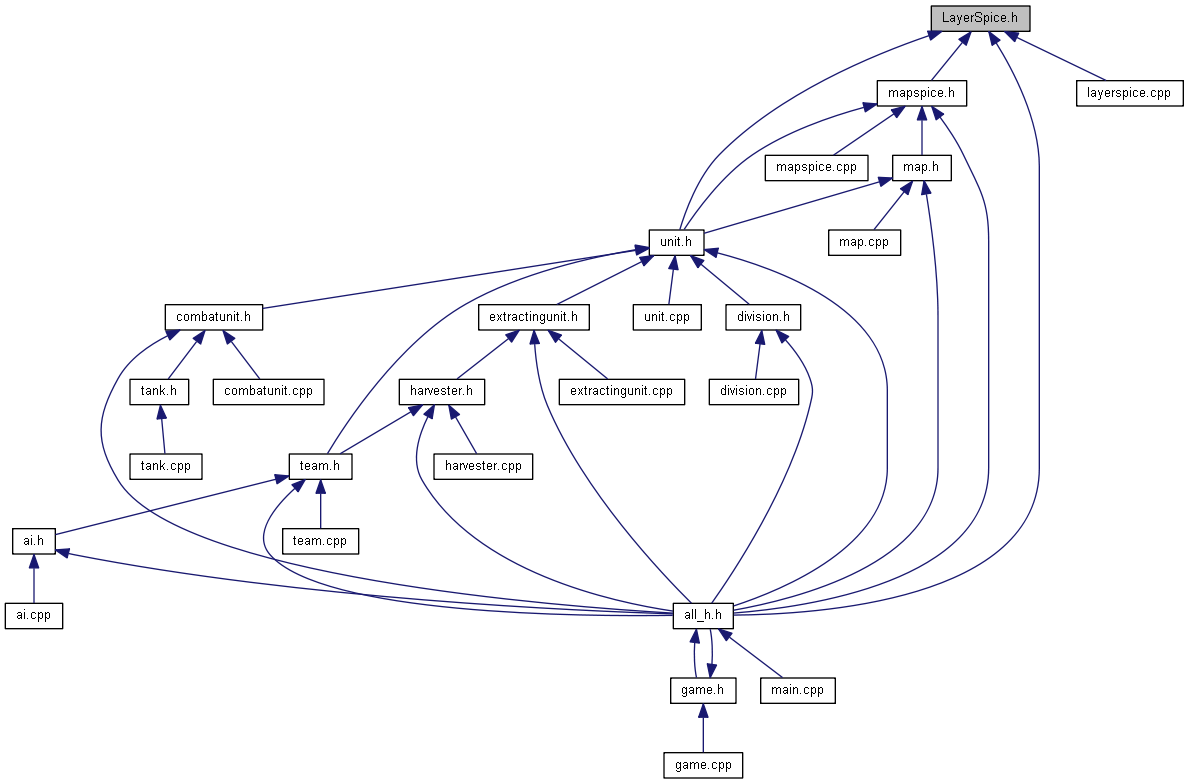 LayerSpice.h
mapspice.h
layerspice.cpp
mapspice.cpp
map.h
unit.h
map.cpp
combatunit.h
extractingunit.h
unit.cpp
division.h
tank.h
combatunit.cpp
harvester.h
extractingunit.cpp
division.cpp
tank.cpp
team.h
harvester.cpp
ai.h
team.cpp
ai.cpp
all_h.h
game.h
main.cpp
game.cpp